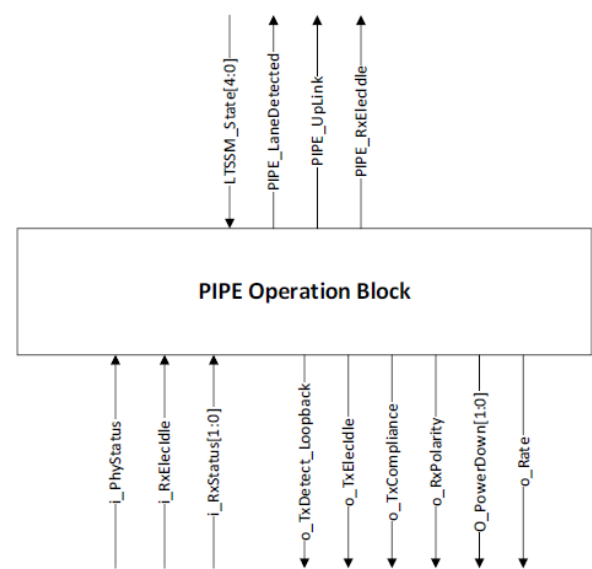 LTSSM_State[4:0]
PIPE_LaneDetected
PIPE_UpLink
PIPE_RxElecIdle
PIPE Operation Block
i_PhyStatus
i_RxElecIdle
i_RxStatus[1:0]
o_TxDetect_Loopback
o_TxElecIdle
o_TxCompliance
o_RxPolarity
O_PowerDown[1:0]
o_Rate